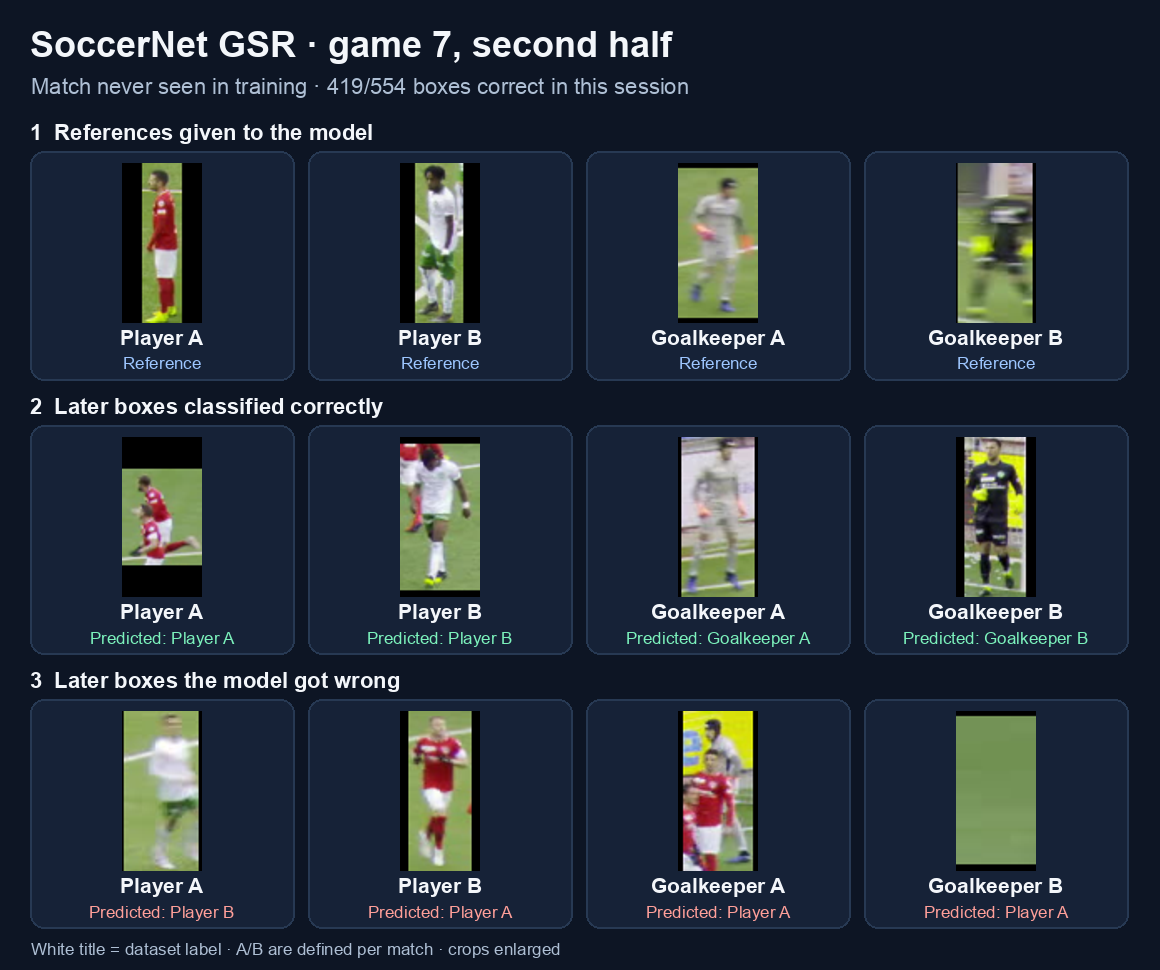 SoccerNet GSR · game 7, second half
Match never seen in training · 419/554 boxes correct in this session
1 References given to the model
Player A
Reference
Player B
Reference
Goalkeeper A
Reference
Goalkeeper B
Reference
2 Later boxes classified correctly
Player A
Predicted: Player A
Player B
Predicted: Player B
Goalkeeper A
Predicted: Goalkeeper A
Goalkeeper B
Predicted: Goalkeeper B
3 Later boxes the model got wrong
Player A
Predicted: Player B
Player B
Predicted: Player A
Goalkeeper A
Predicted: Player A
Goalkeeper B
Predicted: Player A
White title = dataset label · A/B are defined per match · crops enlarged